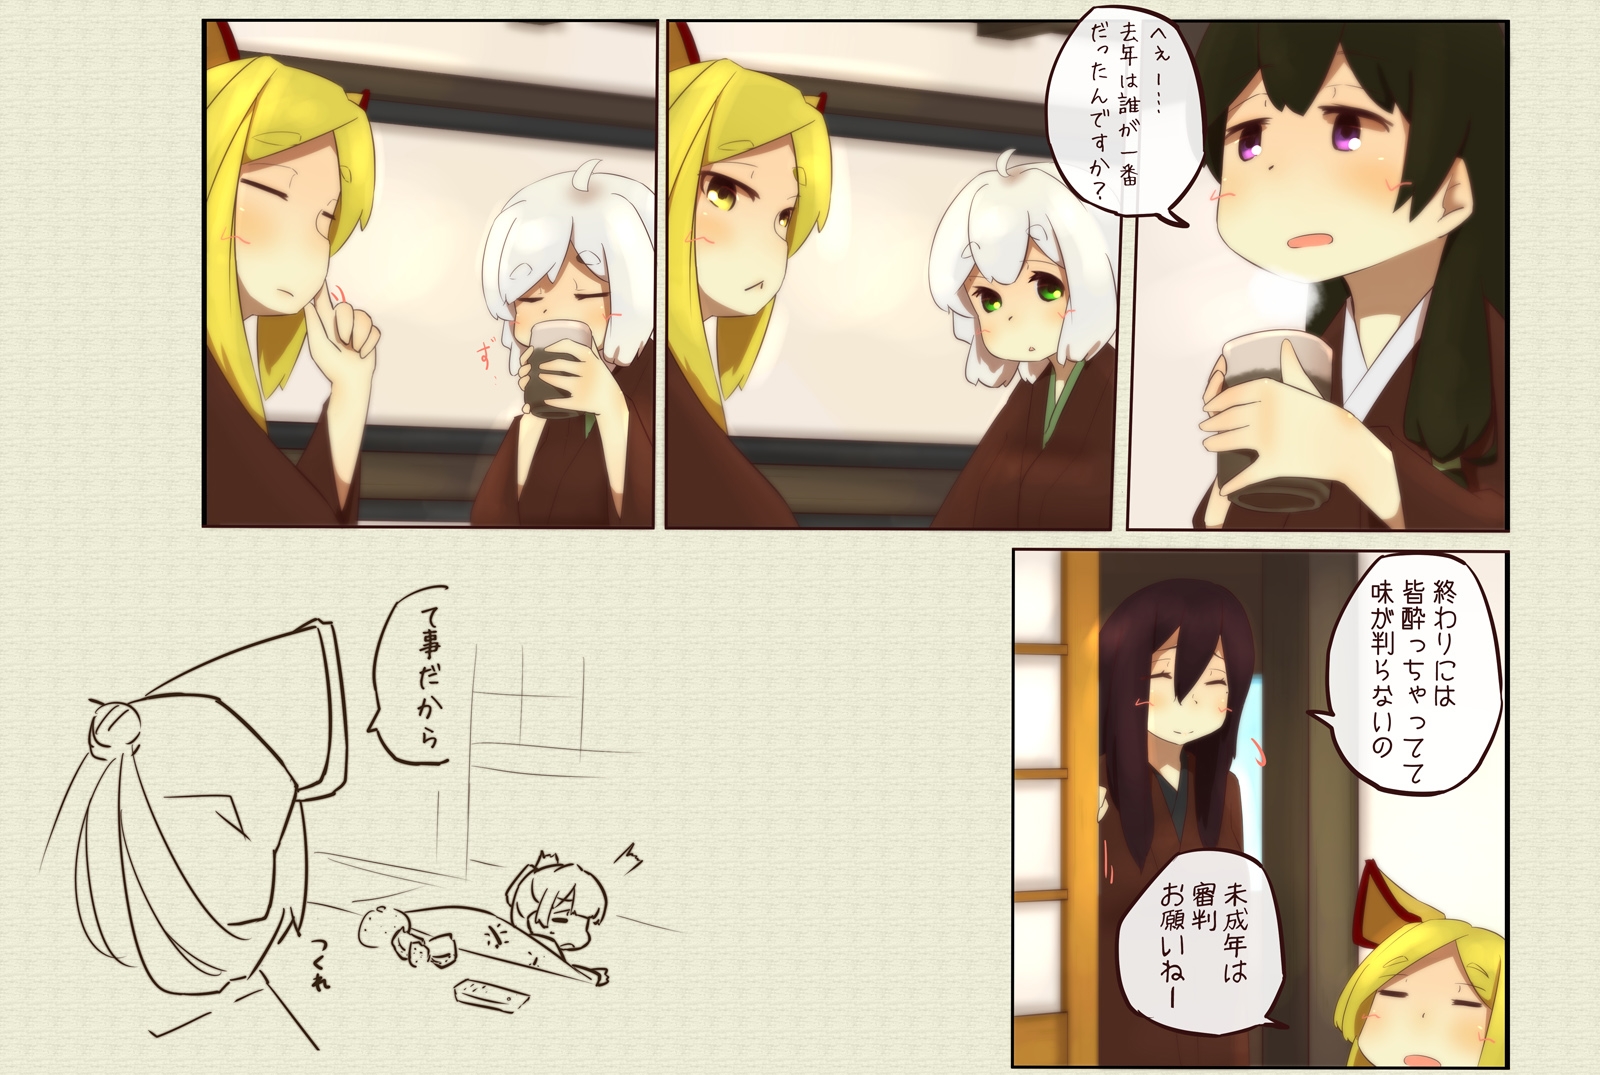 へぇー…
去年は誰が一番
だったんですか?
ず
終わりには
皆酔っちゃってて
味が判らないの
未成年は
審判
お願いねー
て事だから
つくれ